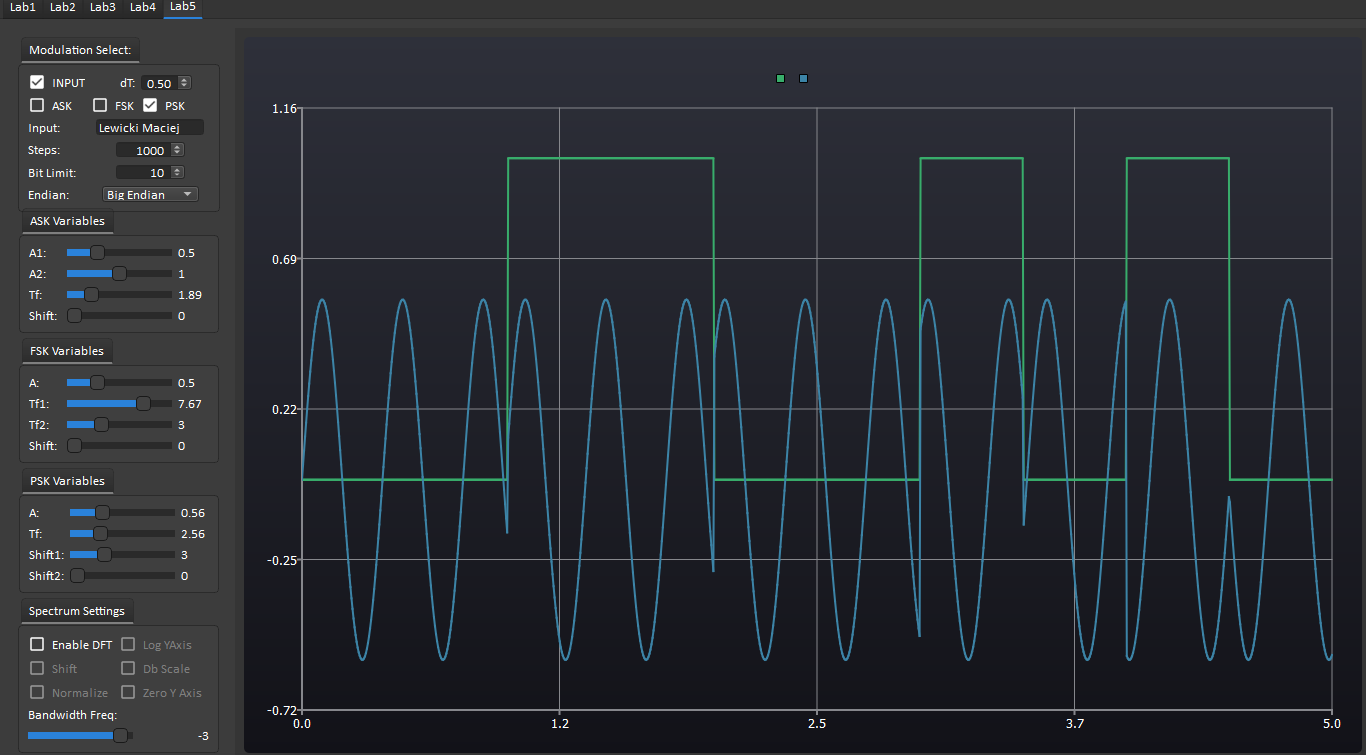 Lab1 Lab2 Lab3 Lab4 Lab5
Modulation Select:
INPUT dT: 0.50
ASK FSK PSK
Input: Lewicki Maciej
Steps: 1000
Bit Limit: 10
Endian: Big Endian
ASK Variables
A1: 0.5
A2: 1
Tf: 1.89
Shift: 0
FSK Variables
A: 0.5
Tf1: 7.67
Tf2: 3
Shift: 0
PSK Variables
A: 0.56
Tf: 2.56
Shift1: 3
Shift2: 0
Spectrum Settings
Enable DFT Log YAxis
Shift Db Scale
Normalize Zero Y Axis
Bandwidth Freq:
-3
1.16
0.69
0.22
-0.25
-0.72
0.0 1.2 2.5 3.7 5.0